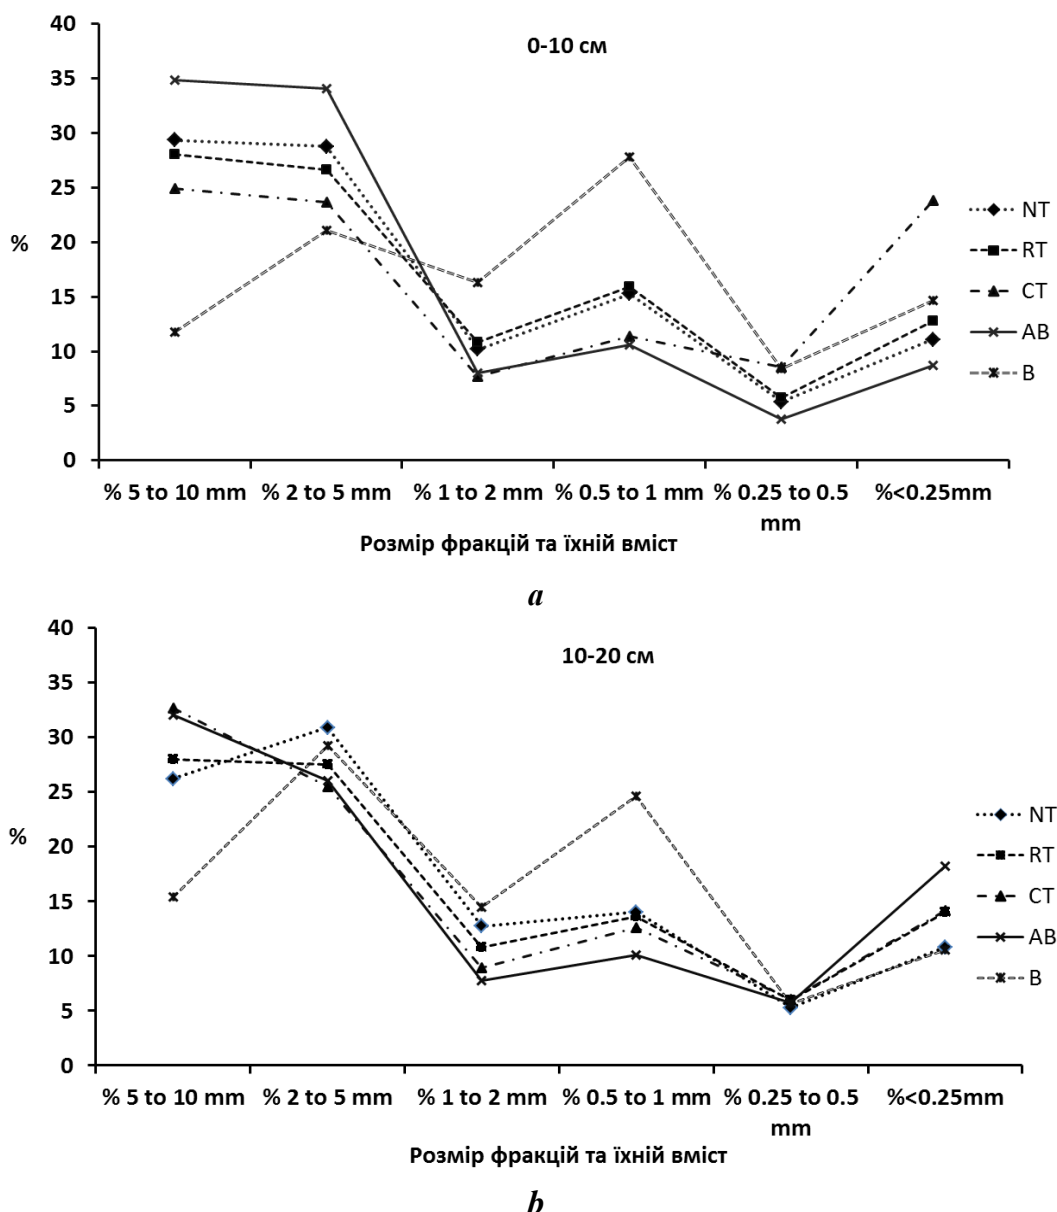 40
0-10 см
35
30
25
NT
20
%
RT
15
CT
10
AB
5
B
0
% 5 to 10 mm % 2 to 5 mm % 1 to 2 mm % 0.5 to 1 mm % 0.25 to 0.5 %<0.25mm
mm
Розмір фракцій та їхній вміст
a
40
10-20 см
35
30
25
NT
20
%
RT
15
CT
10
AB
5
B
0
% 5 to 10 mm % 2 to 5 mm % 1 to 2 mm % 0.5 to 1 mm % 0.25 to 0.5 %<0.25mm
mm
Розмір фракцій та їхній вміст
b